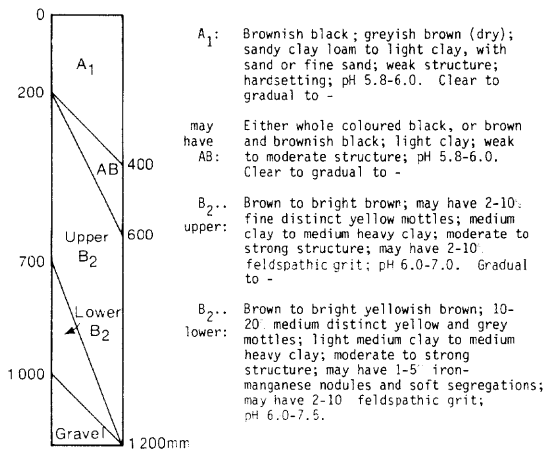 0
200
700
1 000
400
600
1 200mm
A1
AB
Upper
B2
Lower
B2
Gravel
A1: Brownish black; greyish brown (dry);
sandy clay loam to light clay, with
sand or fine sand; weak structure;
hardsetting; pH 5.8-6.0. Clear to
gradual to -
may Either whole coloured black, or brown
have and brownish black; light clay; weak
AB: to moderate structure; pH 5.8-6.0.
Clear to gradual to -
B2.. Brown to bright brown; may have 2-10%
upper: fine distinct yellow mottles; medium
clay to medium heavy clay; moderate to
strong structure; may have 2-10%
feldspathic grit; pH 6.0-7.0. Gradual
to -
B2.. Brown to bright yellowish brown; 10-
lower: 20% medium distinct yellow and grey
mottles; light medium clay to medium
heavy clay; moderate to strong
structure; may have 1-5% iron-
manganese nodules and soft segregations;
may have 2-10 feldspathic grit;
pH 6.0-7.5.